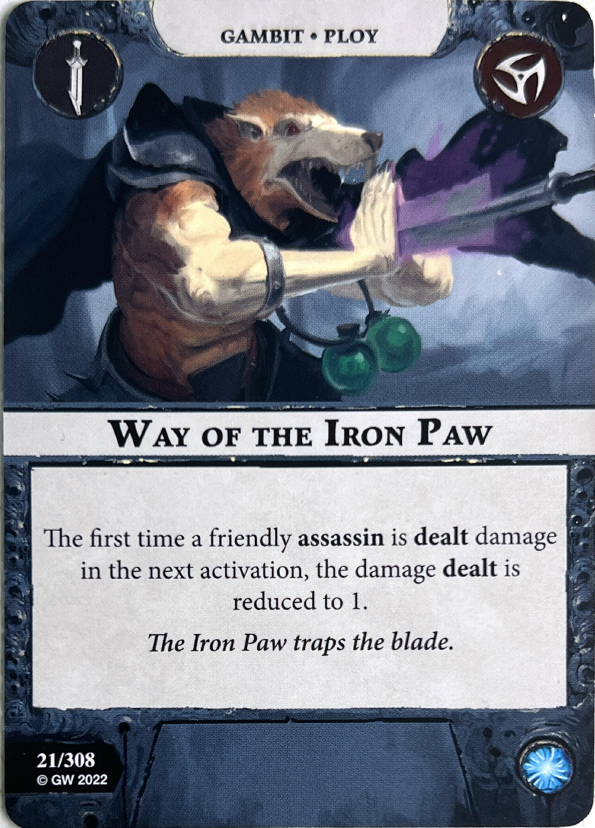 GAMBIT • PLOY
WAY OF THE IRON PAW
The first time a friendly assassin is dealt damage
in the next activation, the damage dealt is
reduced to 1.
The Iron Paw traps the blade.
21/308
© GW 2022